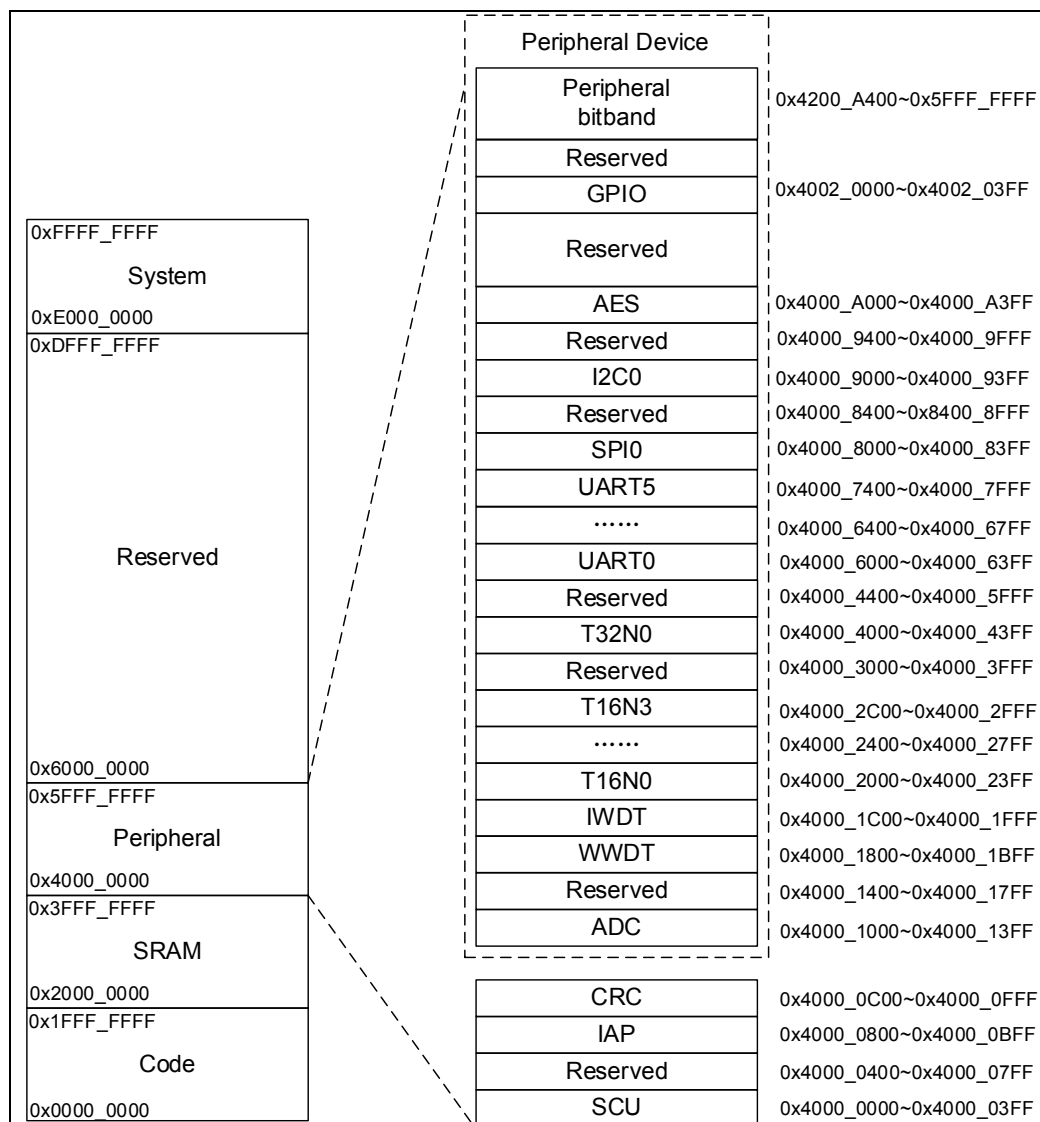 0xFFFF_FFFF
System
0xE000_0000
0xDFFF_FFFF
Reserved
0x6000_0000
0x5FFF_FFFF
Peripheral
0x4000_0000
0x3FFF_FFFF
SRAM
0x2000_0000
0x1FFF_FFFF
Code
0x0000_0000
Peripheral Device
Peripheral
bitband
0x4200_A400~0x5FFF_FFFF
Reserved
GPIO 0x4002_0000~0x4002_03FF
Reserved
AES 0x4000_A000~0x4000_A3FF
Reserved 0x4000_9400~0x4000_9FFF
I2C0 0x4000_9000~0x4000_93FF
Reserved 0x4000_8400~0x8400_8FFF
SPI0 0x4000_8000~0x4000_83FF
UART5 0x4000_7400~0x4000_7FFF
…… 0x4000_6400~0x4000_67FF
UART0 0x4000_6000~0x4000_63FF
Reserved 0x4000_4400~0x4000_5FFF
T32N0 0x4000_4000~0x4000_43FF
Reserved 0x4000_3000~0x4000_3FFF
T16N3 0x4000_2C00~0x4000_2FFF
…… 0x4000_2400~0x4000_27FF
T16N0 0x4000_2000~0x4000_23FF
IWDT 0x4000_1C00~0x4000_1FFF
WWDT 0x4000_1800~0x4000_1BFF
Reserved 0x4000_1400~0x4000_17FF
ADC 0x4000_1000~0x4000_13FF
CRC 0x4000_0C00~0x4000_0FFF
IAP 0x4000_0800~0x4000_0BFF
Reserved 0x4000_0400~0x4000_07FF
SCU 0x4000_0000~0x4000_03FF